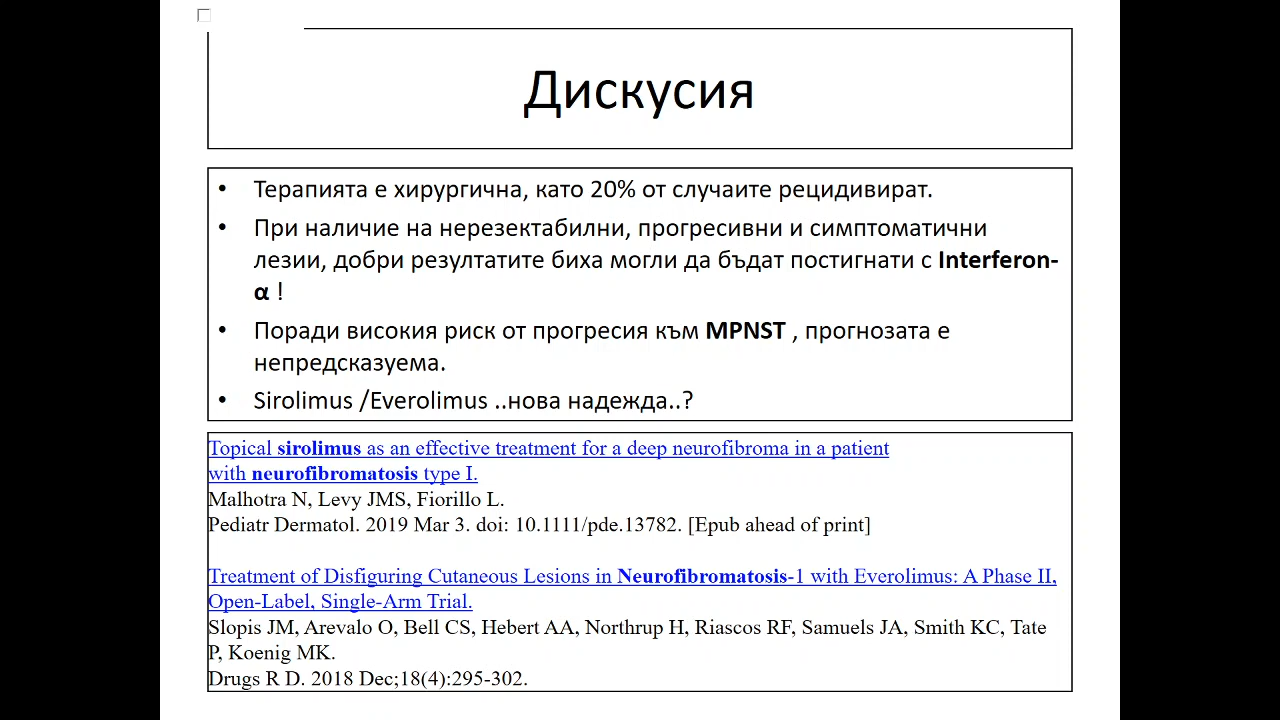 Дискусия
• Терапията е хирургична, като 20% от случаите рецидивират.
• При наличие на нерезектабилни, прогресивни и симптоматични
лезии, добри резултатите биха могли да бъдат постигнати с Interferon-
α !
• Поради високия риск от прогресия към MPNST , прогнозата е
непредсказуема.
• Sirolimus /Everolimus ..нова надежда..?
Topical sirolimus as an effective treatment for a deep neurofibroma in a patient
with neurofibromatosis type I.
Malhotra N, Levy JMS, Fiorillo L.
Pediatr Dermatol. 2019 Mar 3. doi: 10.1111/pde.13782. [Epub ahead of print]
Treatment of Disfiguring Cutaneous Lesions in Neurofibromatosis-1 with Everolimus: A Phase II,
Open-Label, Single-Arm Trial.
Slopis JM, Arevalo O, Bell CS, Hebert AA, Northrup H, Riascos RF, Samuels JA, Smith KC, Tate
P, Koenig MK.
Drugs R D. 2018 Dec;18(4):295-302.